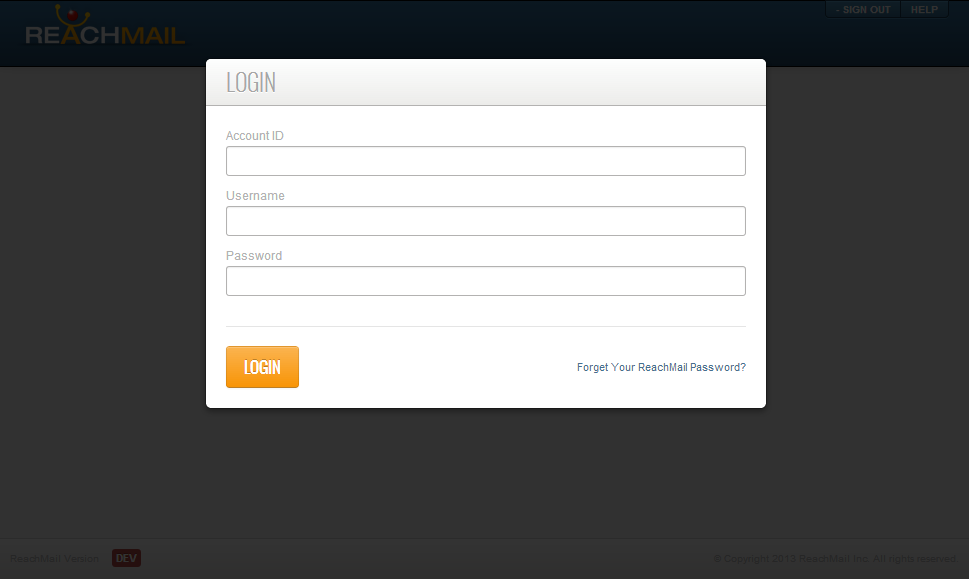 REACHMAIL
- SIGN OUT HELP
LOGIN
Account ID
Username
Password
LOGIN
Forget Your ReachMail Password?
ReachMail Version DEV
© Copyright 2013 ReachMail Inc. All rights reserved.